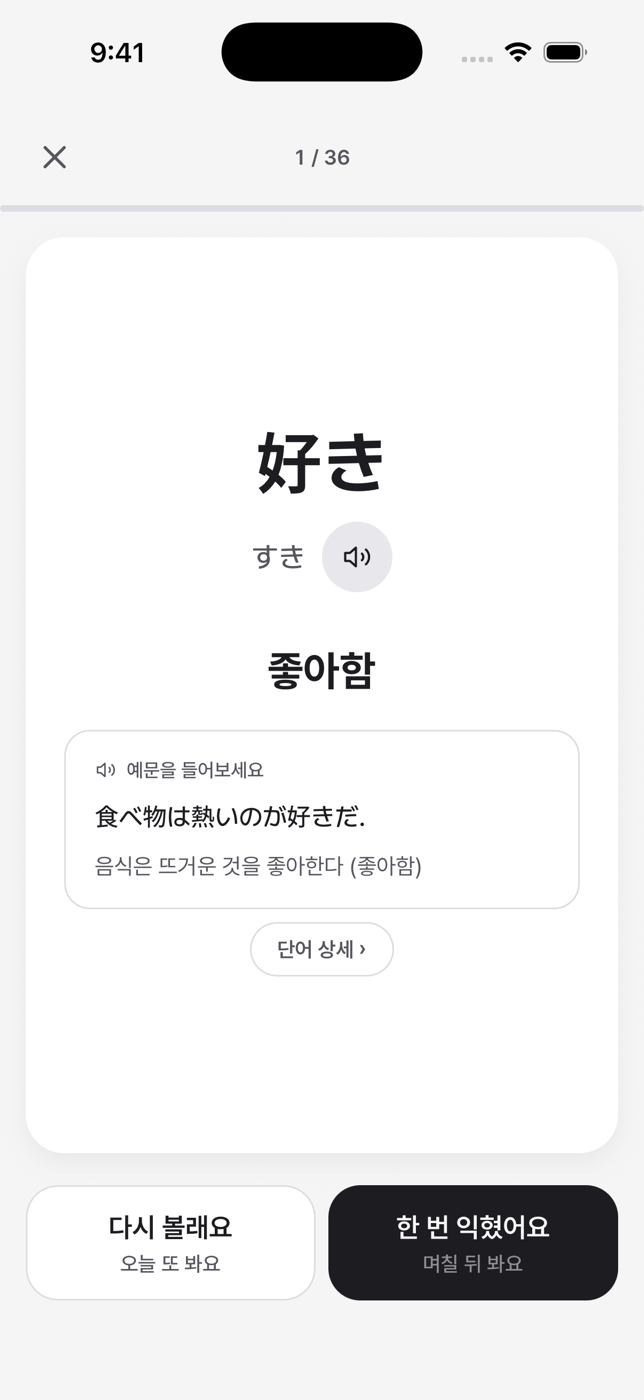 9:41
1 / 36
好き
すき
좋아함
예문을 들어보세요
食べ物は熱いのが好きだ.
음식은 뜨거운 것을 좋아한다 (좋아함)
단어 상세 ›
다시 볼래요
오늘 또 봐요
한 번 익혔어요
며칠 뒤 봐요